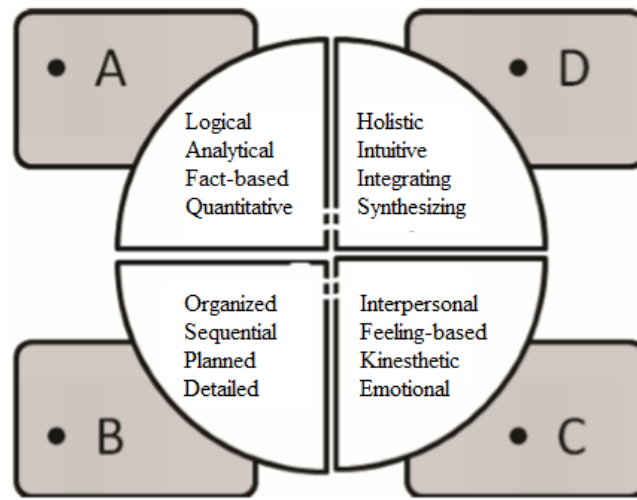 • A
Logical
Analytical
Fact-based
Quantitative
• D
Holistic
Intuitive
Integrating
Synthesizing
• B
Organized
Sequential
Planned
Detailed
• C
Interpersonal
Feeling-based
Kinesthetic
Emotional